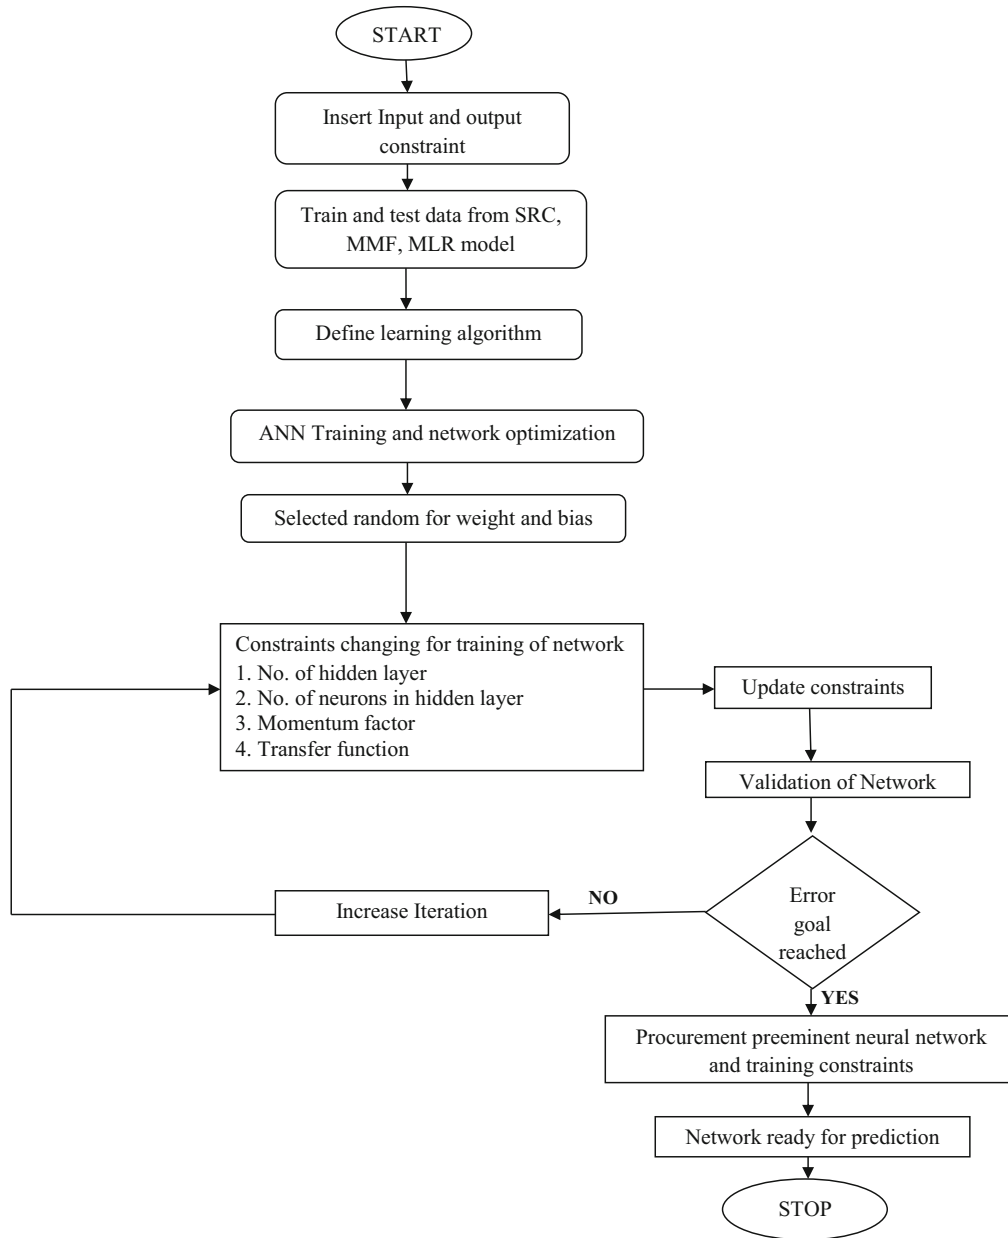 START
Insert Input and output
constraint
Train and test data from SRC,
MMF, MLR model
Define learning algorithm
ANN Training and network optimization
Selected random for weight and bias
Constraints changing for training of network
1. No. of hidden layer
2. No. of neurons in hidden layer
3. Momentum factor
4. Transfer function
Update constraints
Validation of Network
Error
goal
reached
NO
Increase Iteration
YES
Procurement preeminent neural network
and training constraints
Network ready for prediction
STOP